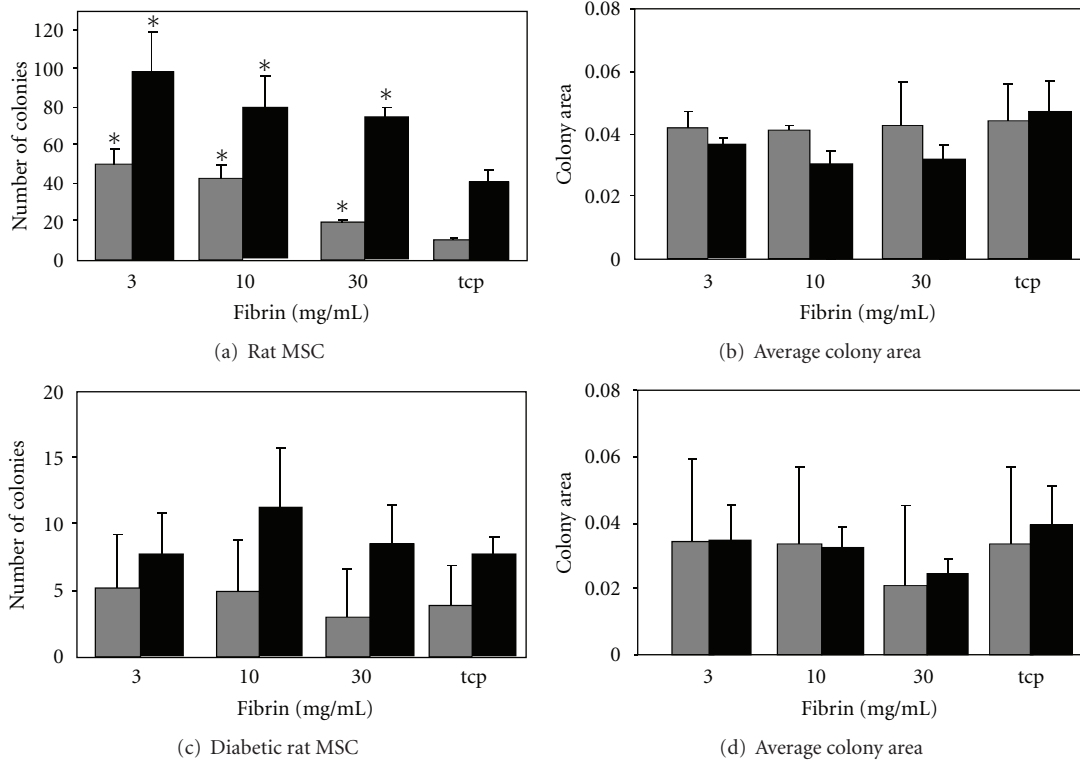 Number of colonies
120
100
80
60
40
20
0
*
*
*
*
*
*
3 10 30 tcp
Fibrin (mg/mL)
(a) Rat MSC
Colony area
0.08
0.06
0.04
0.02
0
3 10 30 tcp
Fibrin (mg/mL)
(b) Average colony area
Number of colonies
20
15
10
5
0
3 10 30 tcp
Fibrin (mg/mL)
(c) Diabetic rat MSC
Colony area
0.08
0.06
0.04
0.02
0
3 10 30 tcp
Fibrin (mg/mL)
(d) Average colony area